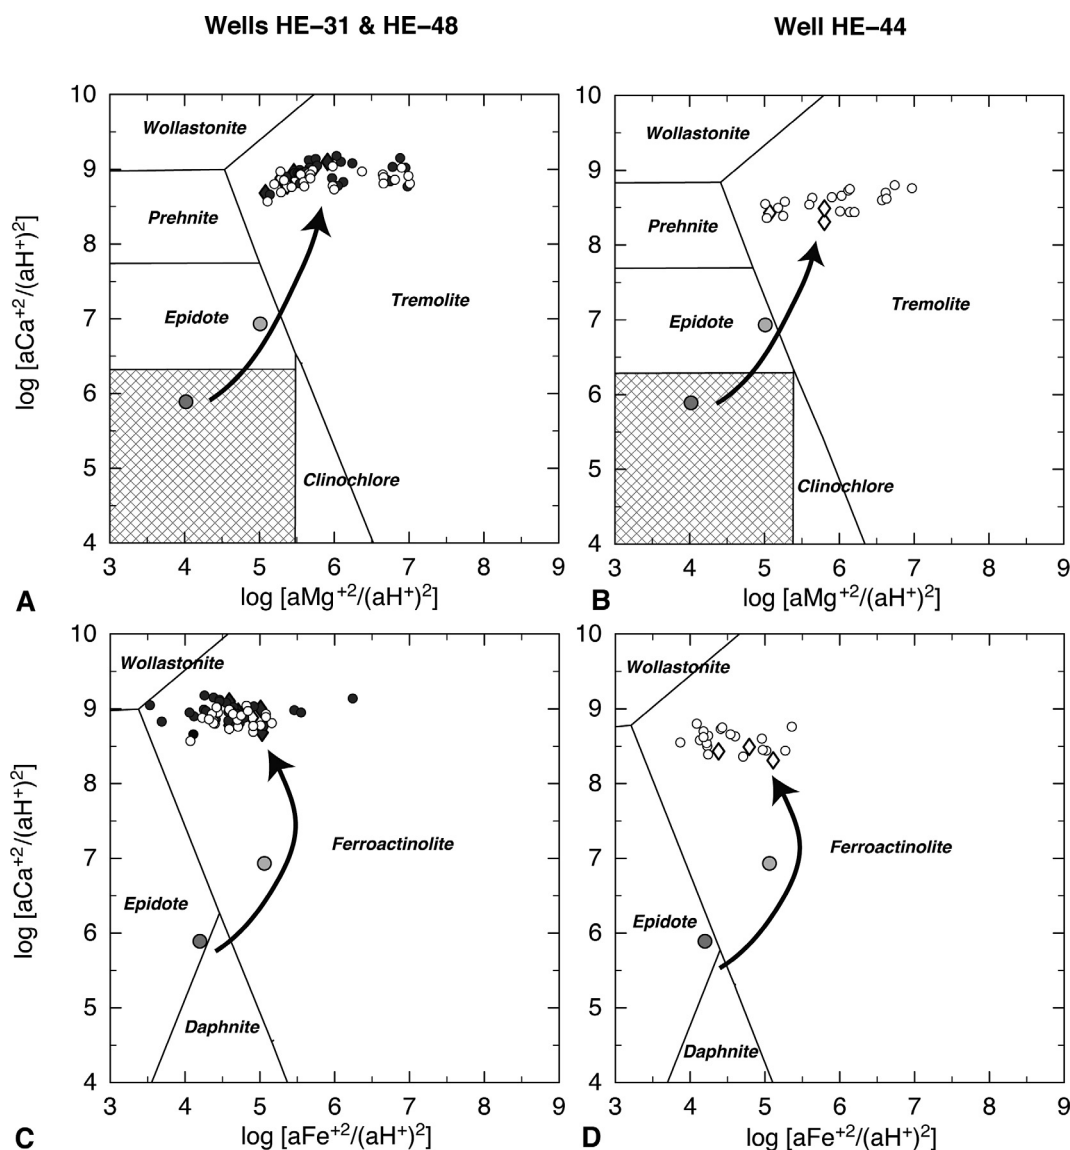 Wells HE–31 & HE–48
Well HE–44
10
9
8
7
6
5
4
log [aCa+2/(aH+)2]
Wollastonite
Prehnite
Epidote
Tremolite
Clinochlore
3 4 5 6 7 8 9
A
log [aMg+2/(aH+)2]
10
9
8
7
6
5
4
Wollastonite
Prehnite
Epidote
Tremolite
Clinochlore
3 4 5 6 7 8 9
B
log [aMg+2/(aH+)2]
10
9
8
7
6
5
4
log [aCa+2/(aH+)2]
Wollastonite
Ferroactinolite
Epidote
Daphnite
3 4 5 6 7 8 9
C
log [aFe+2/(aH+)2]
10
9
8
7
6
5
4
Wollastonite
Ferroactinolite
Epidote
Daphnite
3 4 5 6 7 8 9
D
log [aFe+2/(aH+)2]